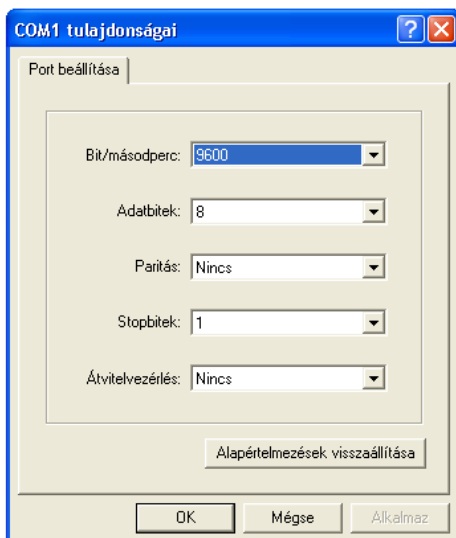 COM1 tulajdonságai
Port beállítása
Bit/másodperc: 9600
Adatbitek: 8
Paritás: Nincs
Stopbitek: 1
Átvitelvezérlés: Nincs
Alapértelmezések visszaállítása
OK Mégse Alkalmaz